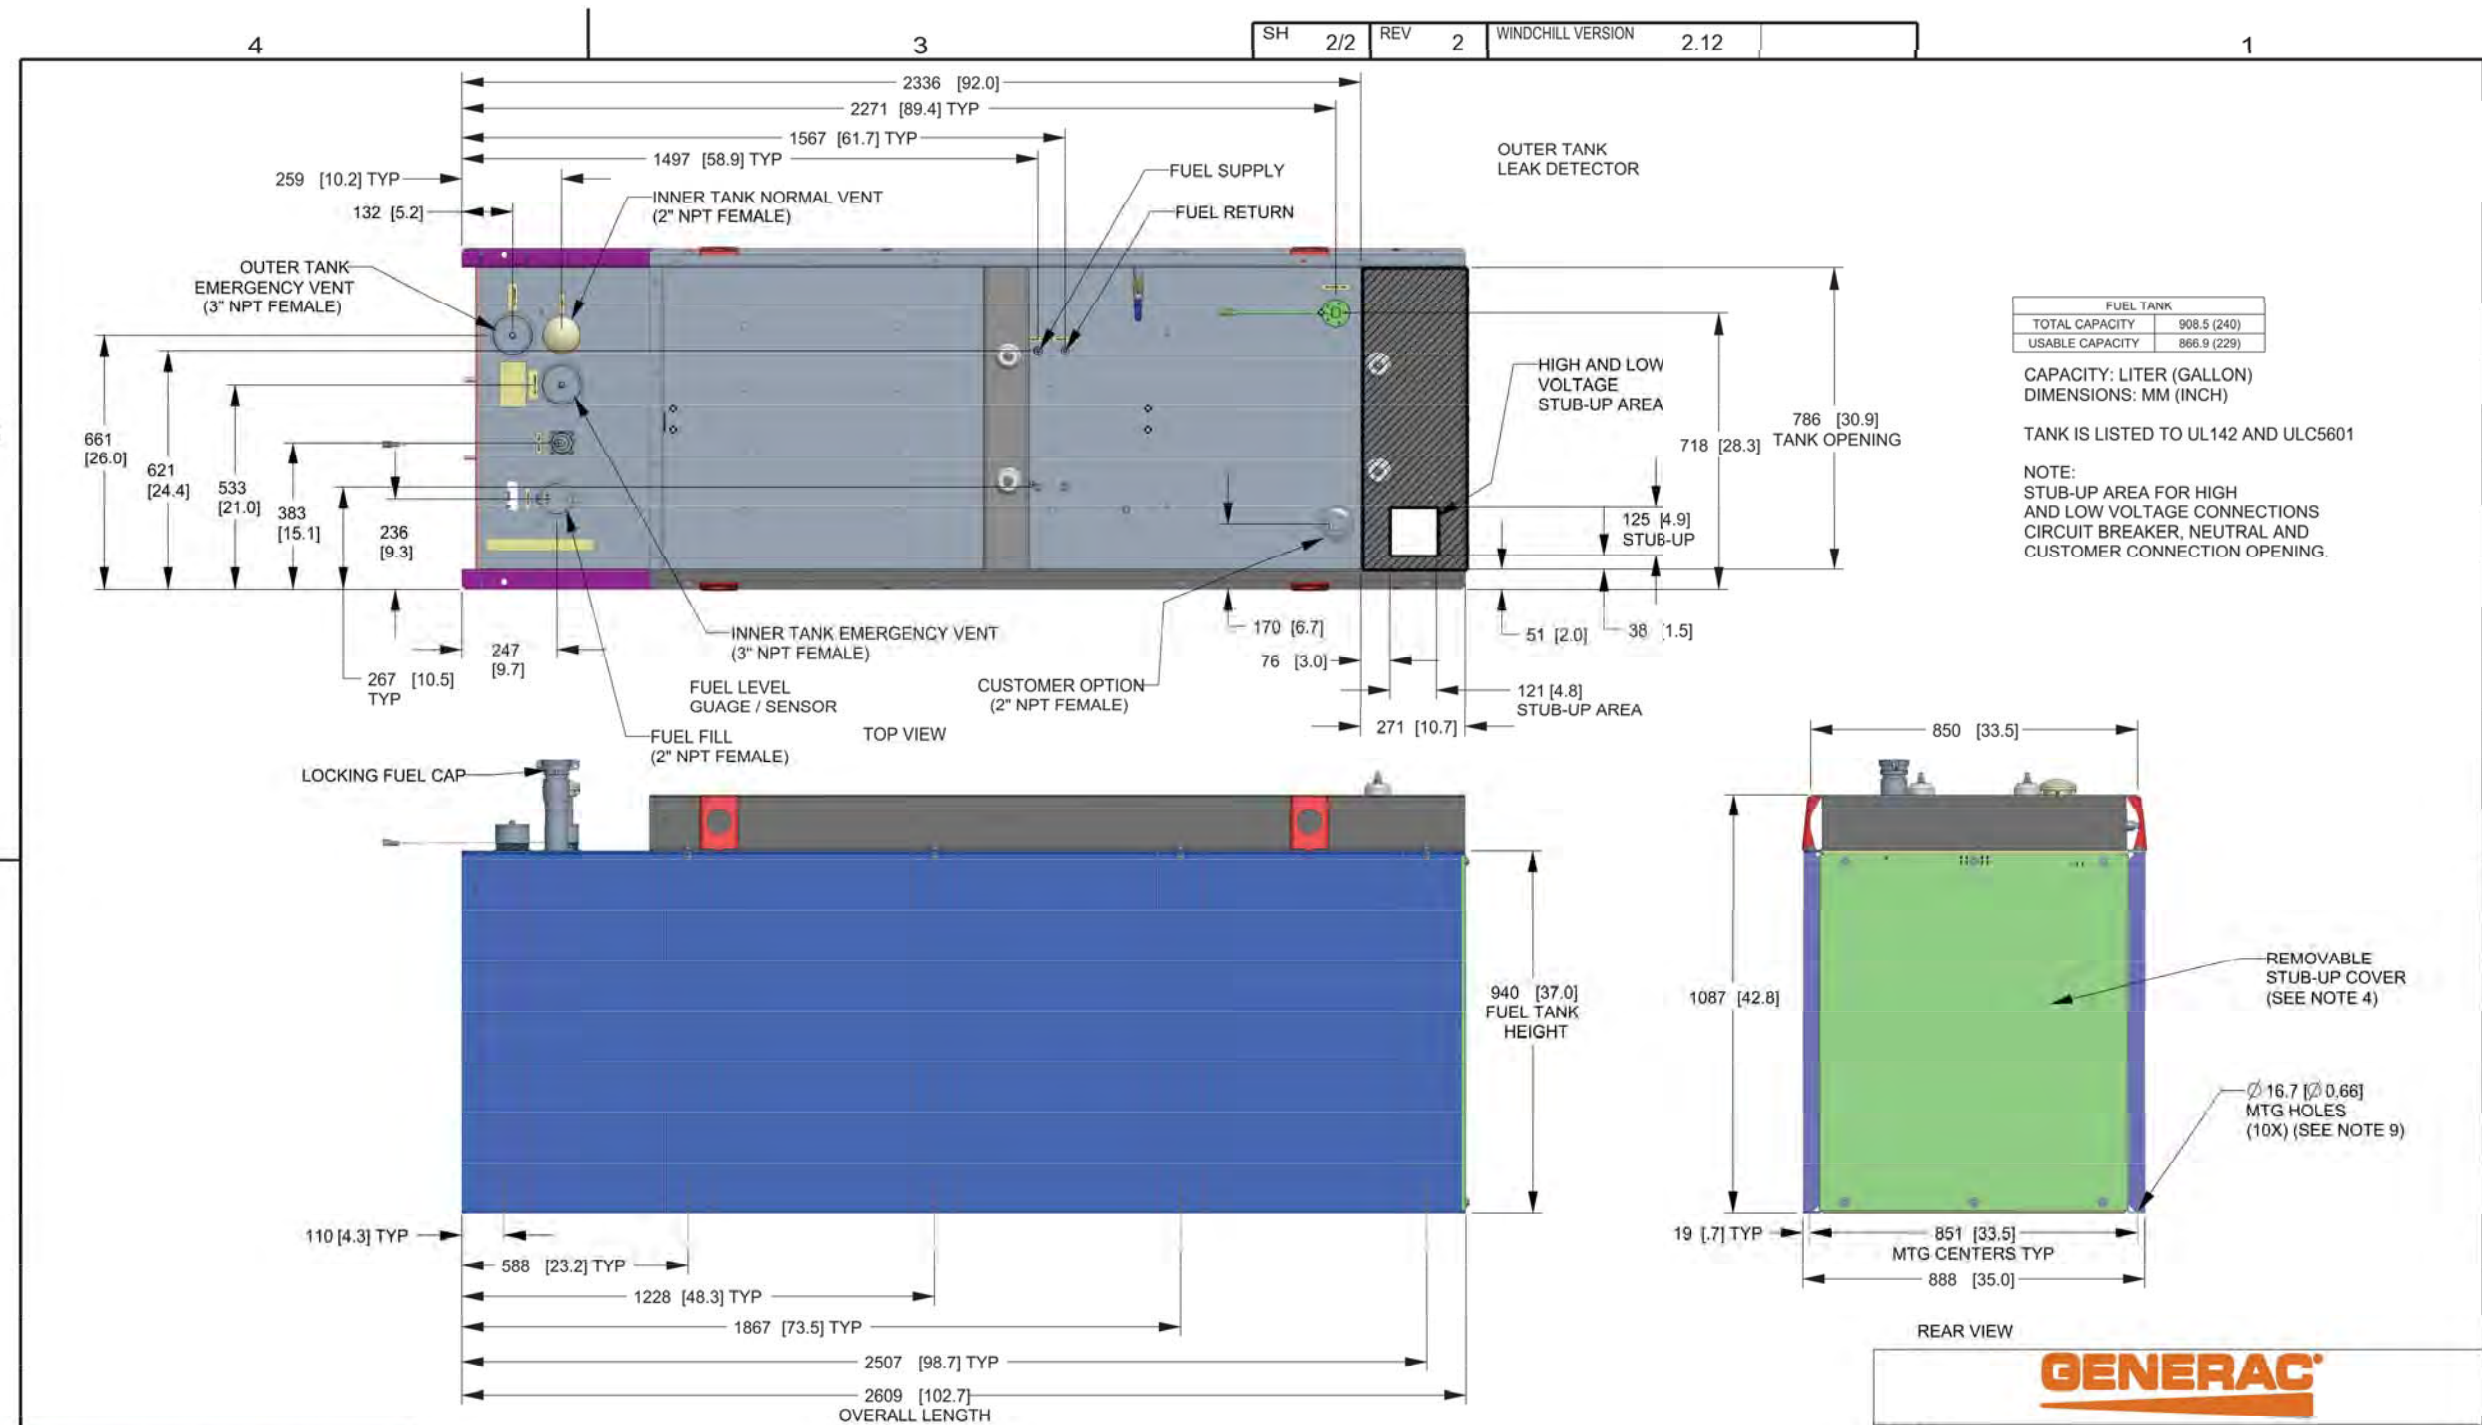 4
3
SH 2/2
REV 2
WINDCHILL VERSION 2.12
1
2336 [92.0]
2271 [89.4] TYP
1567 [61.7] TYP
1497 [58.9] TYP
259 [10.2] TYP
132 [5.2]
INNER TANK NORMAL VENT
(2" NPT FEMALE)
FUEL SUPPLY
FUEL RETURN
OUTER TANK
LEAK DETECTOR
OUTER TANK
EMERGENCY VENT
(3" NPT FEMALE)
661
[26.0]
621
[24.4]
533
[21.0]
383
[15.1]
236
[9.3]
267 [10.5]
TYP
247
[9.7]
INNER TANK EMERGENCY VENT
(3" NPT FEMALE)
FUEL LEVEL
GUAGE / SENSOR
FUEL FILL
(2" NPT FEMALE)
TOP VIEW
CUSTOMER OPTION
(2" NPT FEMALE)
HIGH AND LOW
VOLTAGE
STUB-UP AREA
786 [30.9]
TANK OPENING
718 [28.3]
125 [4.9]
STUB-UP
170 [6.7]
51 [2.0]
38 [1.5]
76 [3.0]
121 [4.8]
STUB-UP AREA
271 [10.7]
FUEL TANK
TOTAL CAPACITY 908.5 (240)
USABLE CAPACITY 866.9 (229)
CAPACITY: LITER (GALLON)
DIMENSIONS: MM (INCH)
TANK IS LISTED TO UL142 AND ULC5601
NOTE:
STUB-UP AREA FOR HIGH
AND LOW VOLTAGE CONNECTIONS
CIRCUIT BREAKER, NEUTRAL AND
CUSTOMER CONNECTION OPENING.
LOCKING FUEL CAP
940 [37.0]
FUEL TANK
HEIGHT
110 [4.3] TYP
588 [23.2] TYP
1228 [48.3] TYP
1867 [73.5] TYP
2507 [98.7] TYP
2609 [102.7]
OVERALL LENGTH
850 [33.5]
1087 [42.8]
REMOVABLE
STUB-UP COVER
(SEE NOTE 4)
Ø 16.7 [Ø 0.66]
MTG HOLES
(10X) (SEE NOTE 9)
19 [.7] TYP
851 [33.5]
MTG CENTERS TYP
888 [35.0]
REAR VIEW
GENERAC